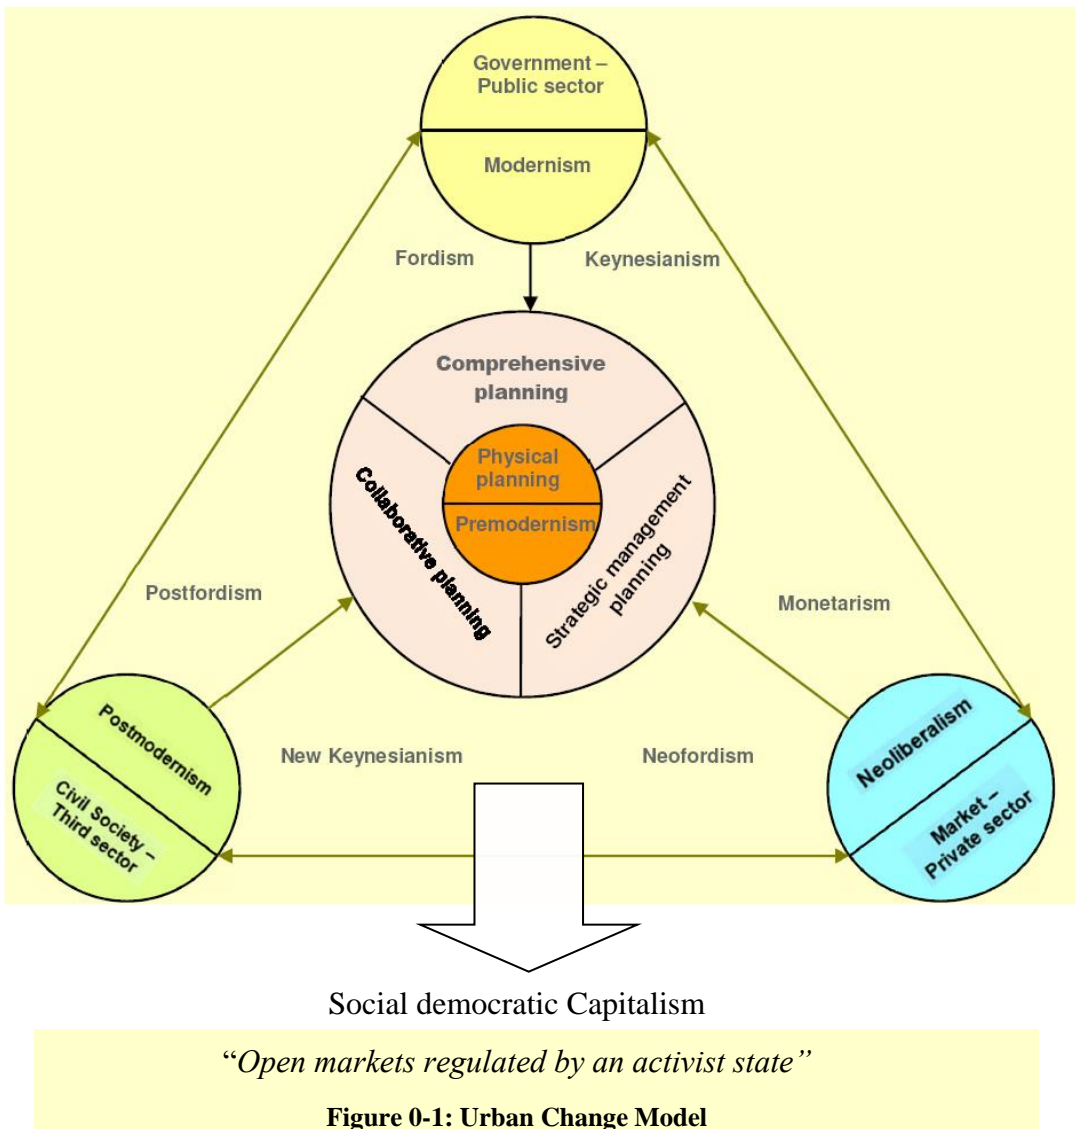 Government –
Public sector
Modernism
Fordism
Keynesianism
Comprehensive
planning
Physical
planning
Premodernism
Collaborative planning
Strategic management
planning
Postfordism
Monetarism
Postmodernism
Civil Society –
Third sector
New Keynesianism
Neofordism
Neoliberalism
Market –
Private sector
Social democratic Capitalism
“Open markets regulated by an activist state”
Figure 0-1: Urban Change Model